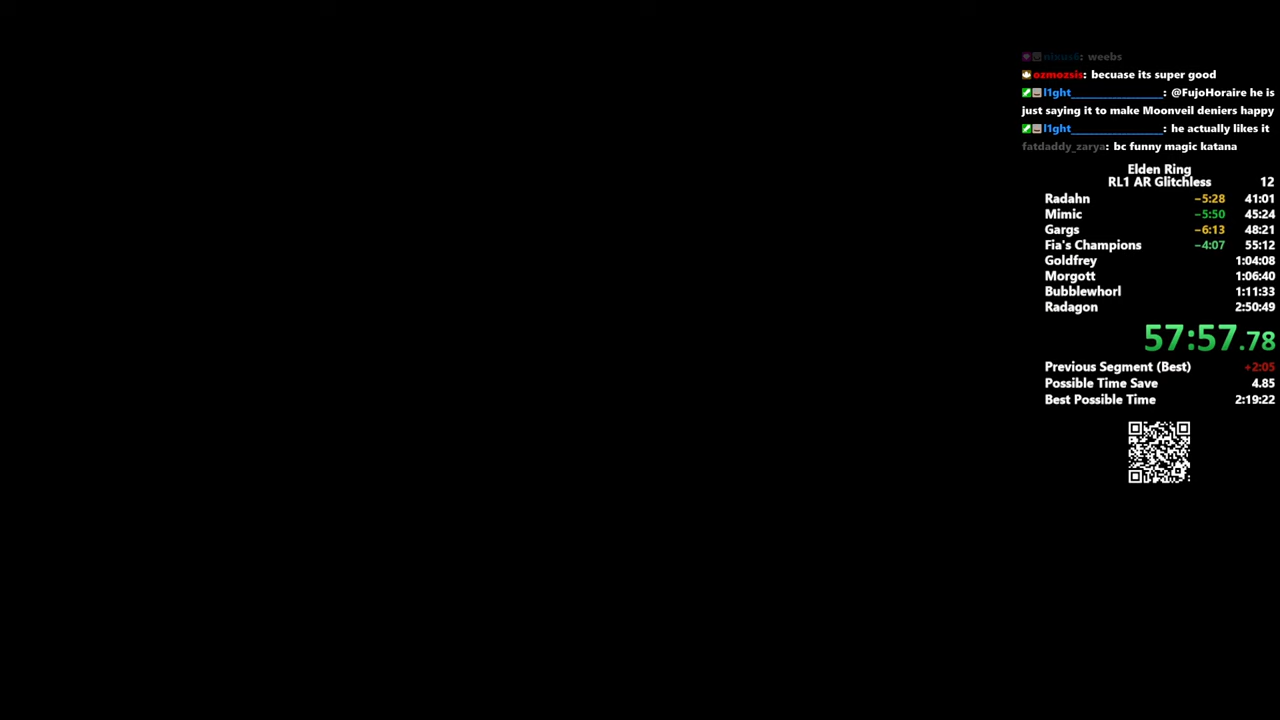 nixust: weebs
ozmozsis: becuase its super good
l1ght__________________: @FujoHoraire he is
just saying it to make Moonveil deniers happy
l1ght__________________: he actually likes it
fatdaddy_zarya: bc funny magic katana
Elden Ring
RL1 AR Glitchless 12
Radahn −5:28 41:01
Mimic −5:50 45:24
Gargs −6:13 48:21
Fia's Champions −4:07 55:12
Goldfrey 1:04:08
Morgott 1:06:40
Bubblewhorl 1:11:33
Radagon 2:50:49
57:57.78
Previous Segment (Best) +2:05
Possible Time Save 4.85
Best Possible Time 2:19:22